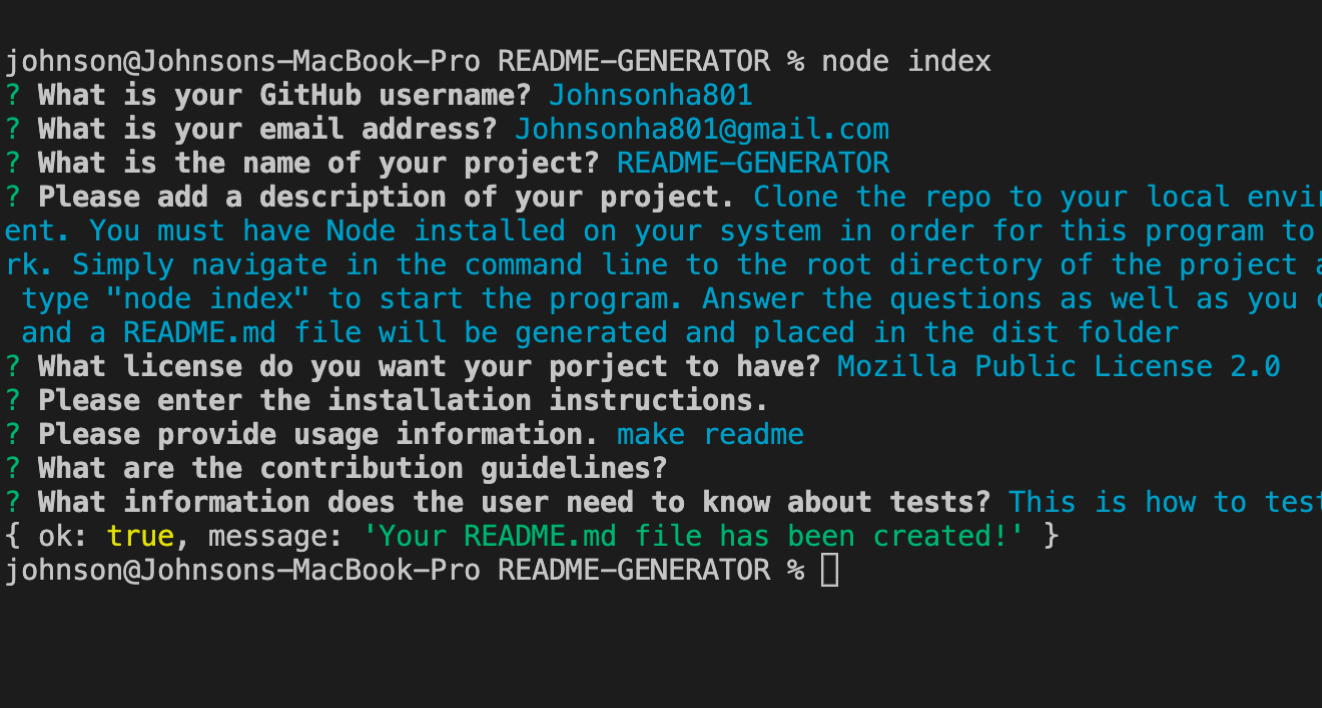 johnson@Johnsons-MacBook-Pro README-GENERATOR % node index
? What is your GitHub username? Johnsonha801
? What is your email address? Johnsonha801@gmail.com
? What is the name of your project? README-GENERATOR
? Please add a description of your project. Clone the repo to your local envi
ent. You must have Node installed on your system in order for this program to
rk. Simply navigate in the command line to the root directory of the project a
type "node index" to start the program. Answer the questions as well as you
and a README.md file will be generated and placed in the dist folder
? What license do you want your porject to have? Mozilla Public License 2.0
? Please enter the installation instructions.
? Please provide usage information. make readme
? What are the contribution guidelines?
? What information does the user need to know about tests? This is how to test
{ ok: true, message: 'Your README.md file has been created!' }
johnson@Johnsons-MacBook-Pro README-GENERATOR %